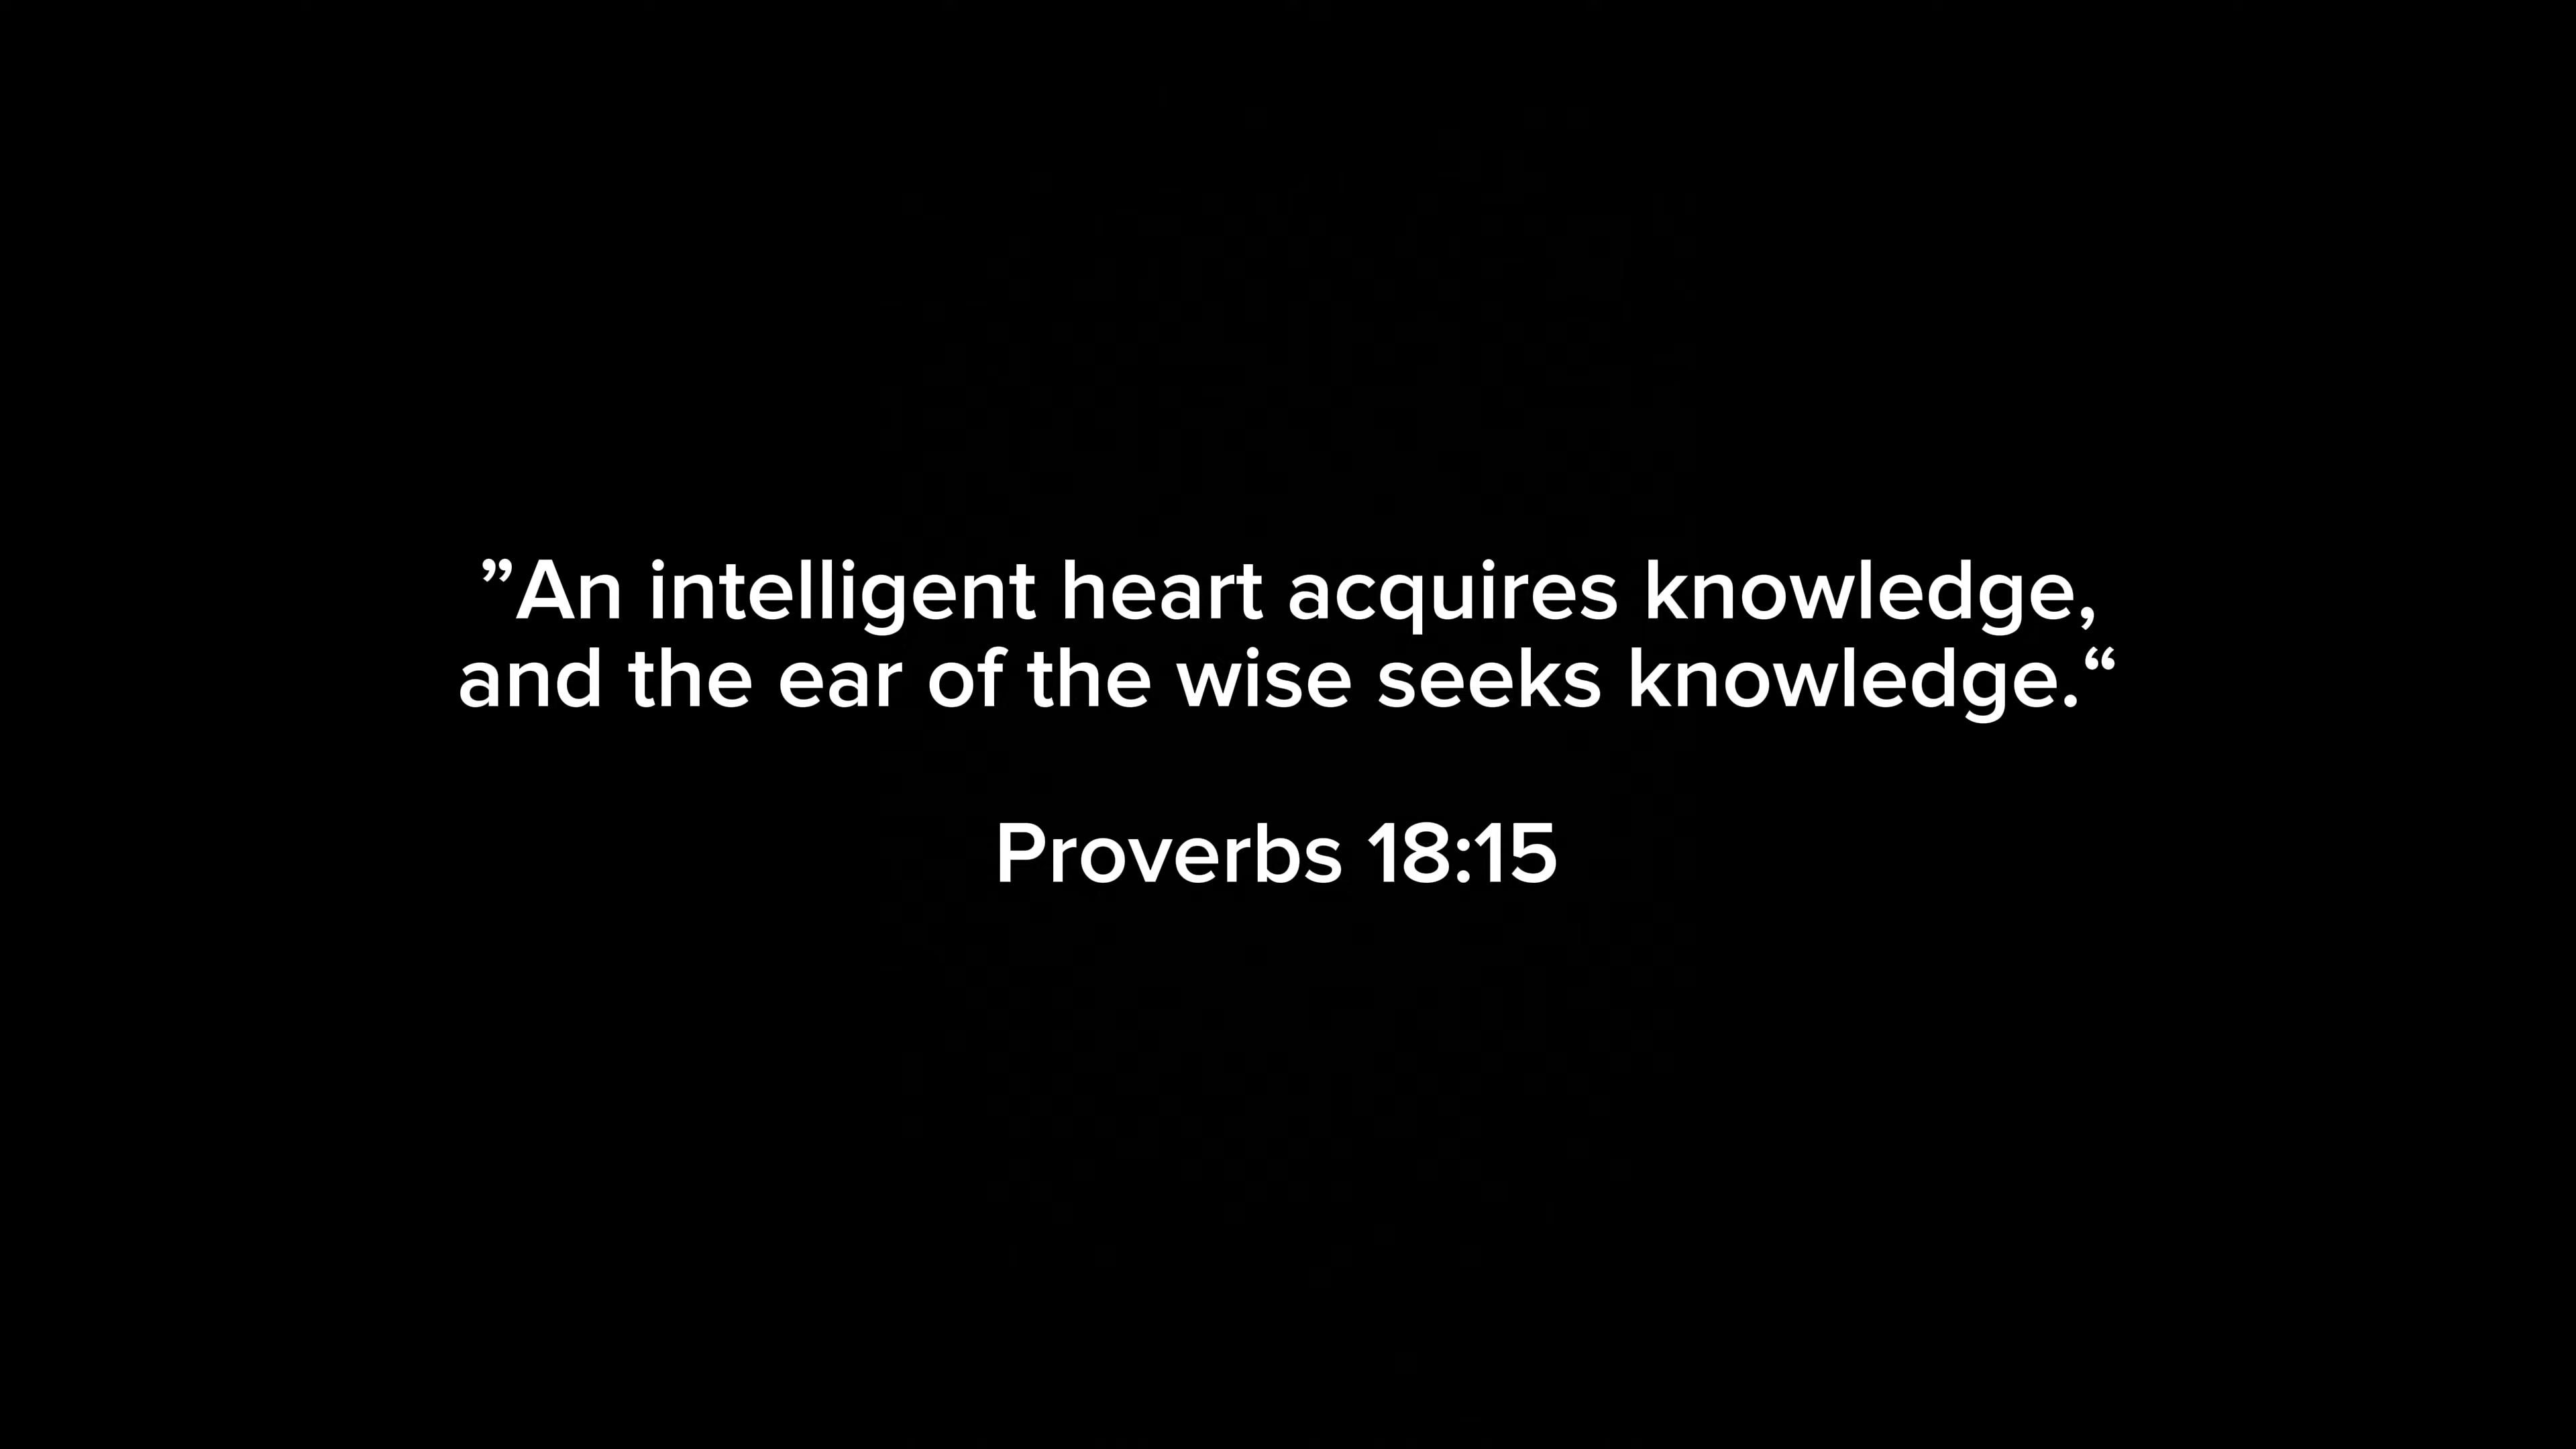 ”An intelligent heart acquires knowledge,
and the ear of the wise seeks knowledge.“
Proverbs 18:15